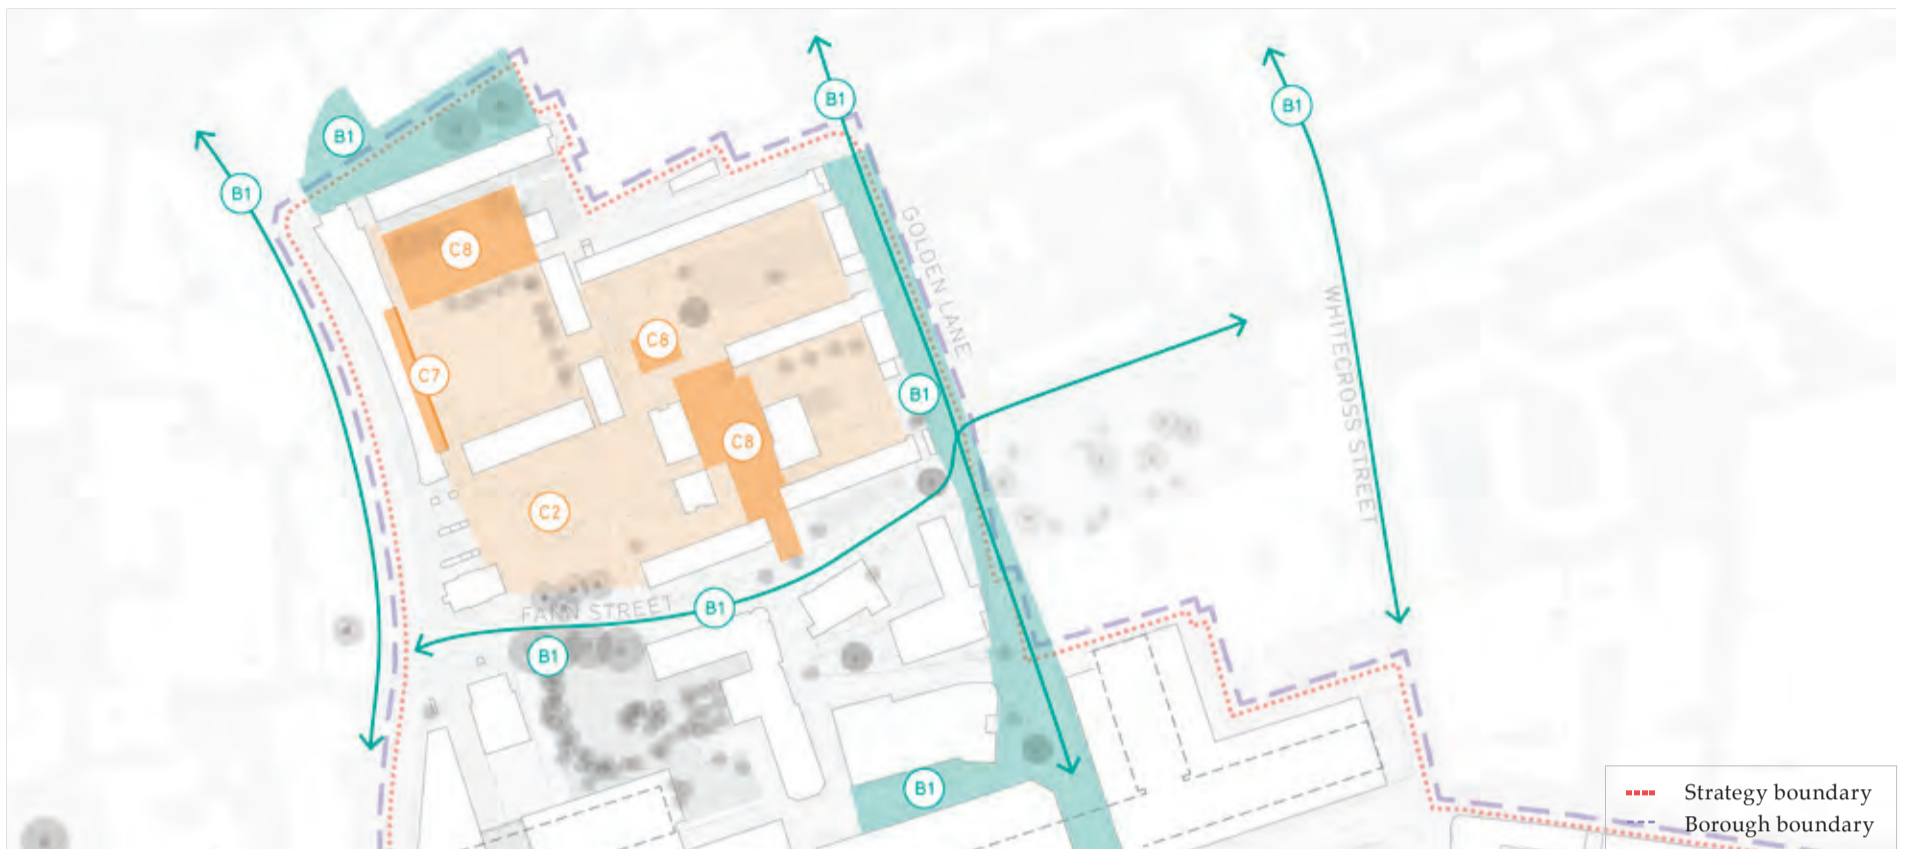 B1
B1
B1
B1
C8
GOLDEN LANE
C8
C7
WHITECROSS STREET
B1
C8
C2
FANN STREET
B1
B1
B1
Strategy boundary
Borough boundary